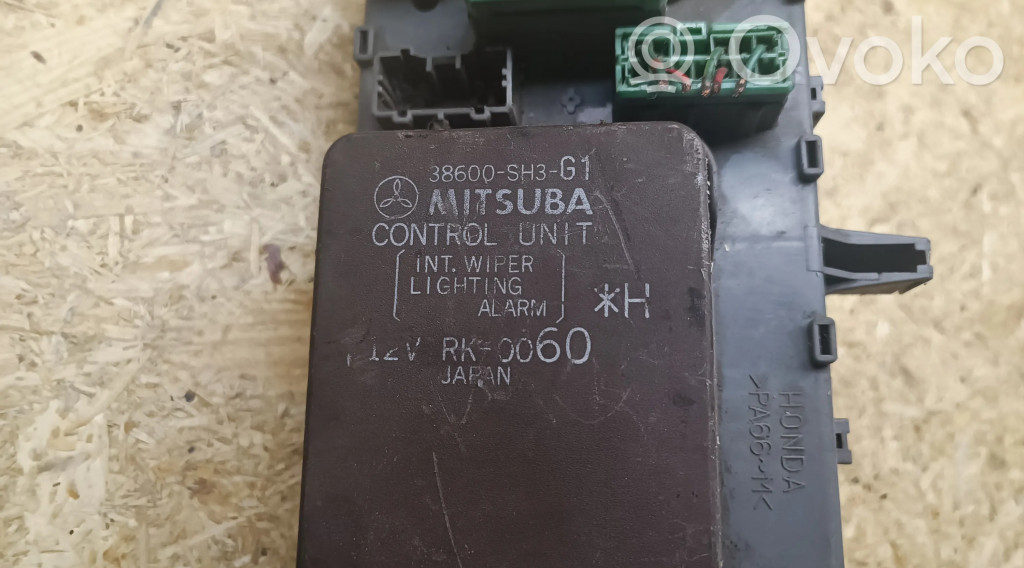 Ovoko
38600-SH3-G1
MITSUBA
CONTROL UNIT
INT. WIPER
LIGHTING
ALARM
*H
12V RK-0060
JAPAN
HONDA
>PA66-M<